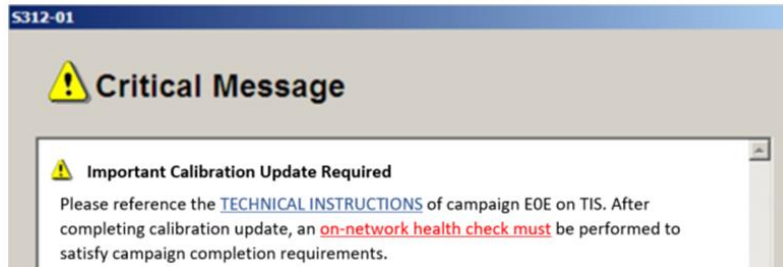 S312-01
Critical Message
Important Calibration Update Required
Please reference the TECHNICAL INSTRUCTIONS of campaign E0E on TIS. After
completing calibration update, an on-network health check must be performed to
satisfy campaign completion requirements.